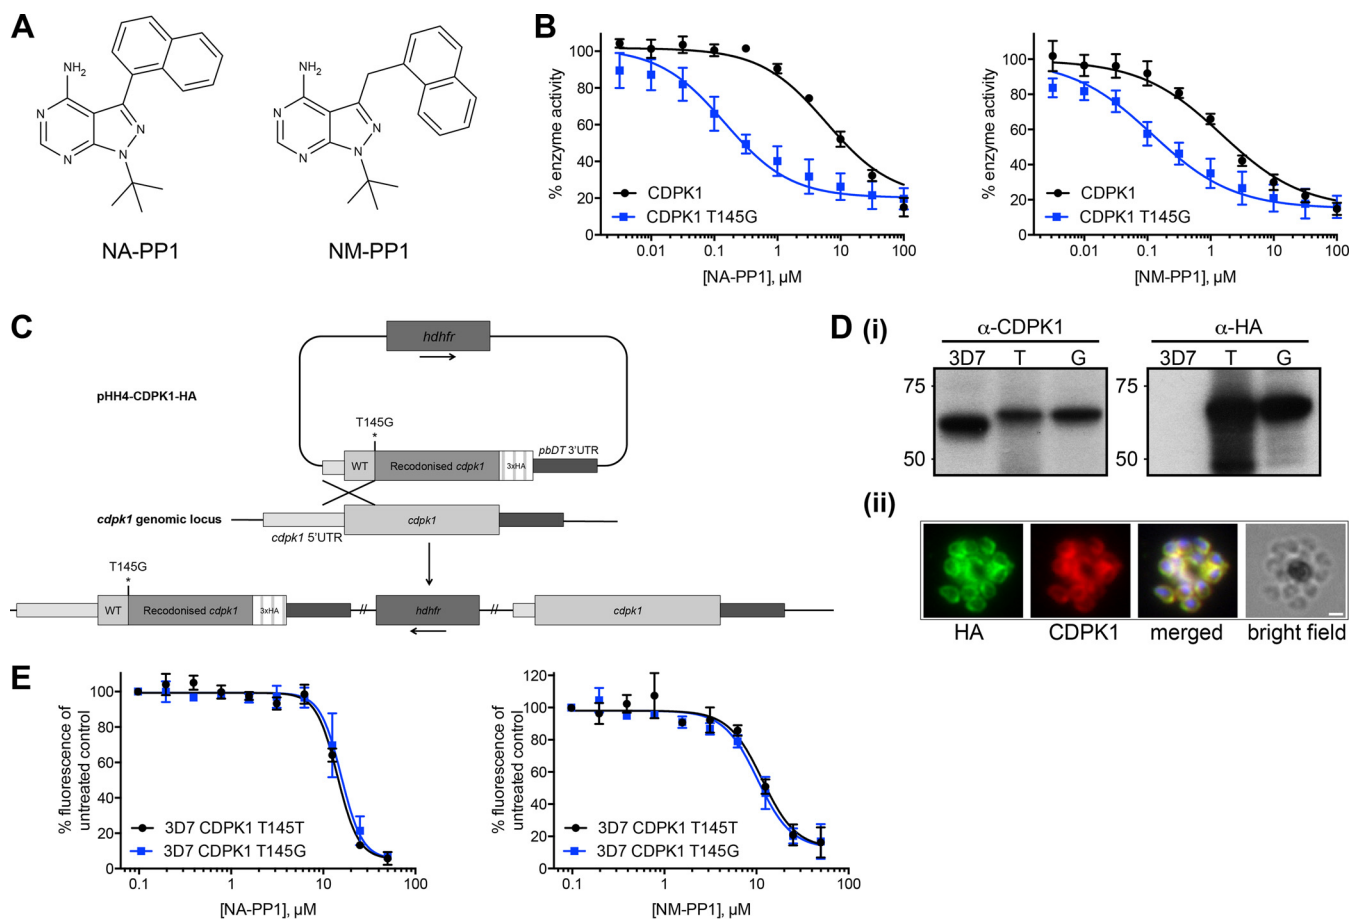 A
NH₂
N
N
N
N
NA-PP1
NH₂
N
N
N
N
NM-PP1
B
% enzyme activity
100
80
60
40
20
0
CDPK1
CDPK1 T145G
0.01
0.1
1
10
100
[NA-PP1], µM
% enzyme activity
100
80
60
40
20
0
CDPK1
CDPK1 T145G
0.01
0.1
1
10
100
[NM-PP1], µM
C
hdhfr
pHH4-CDPK1-HA
T145G
*
WT
Recodonised cdpk1
3xHA
pbDT 3'UTR
cdpk1 genomic locus
cdpk1
cdpk1 5'UTR
T145G
*
WT
Recodonised cdpk1
3xHA
//
hdhfr
//
cdpk1
D
(i)
α-CDPK1
3D7
T
G
75
50
α-HA
3D7
T
G
75
50
(ii)
HA
CDPK1
merged
bright field
E
% fluorescence of
untreated control
100
80
60
40
20
0
3D7 CDPK1 T145T
3D7 CDPK1 T145G
0.1
1
10
100
[NA-PP1], µM
% fluorescence of
untreated control
120
100
80
60
40
20
0
3D7 CDPK1 T145T
3D7 CDPK1 T145G
0.1
1
10
100
[NM-PP1], µM